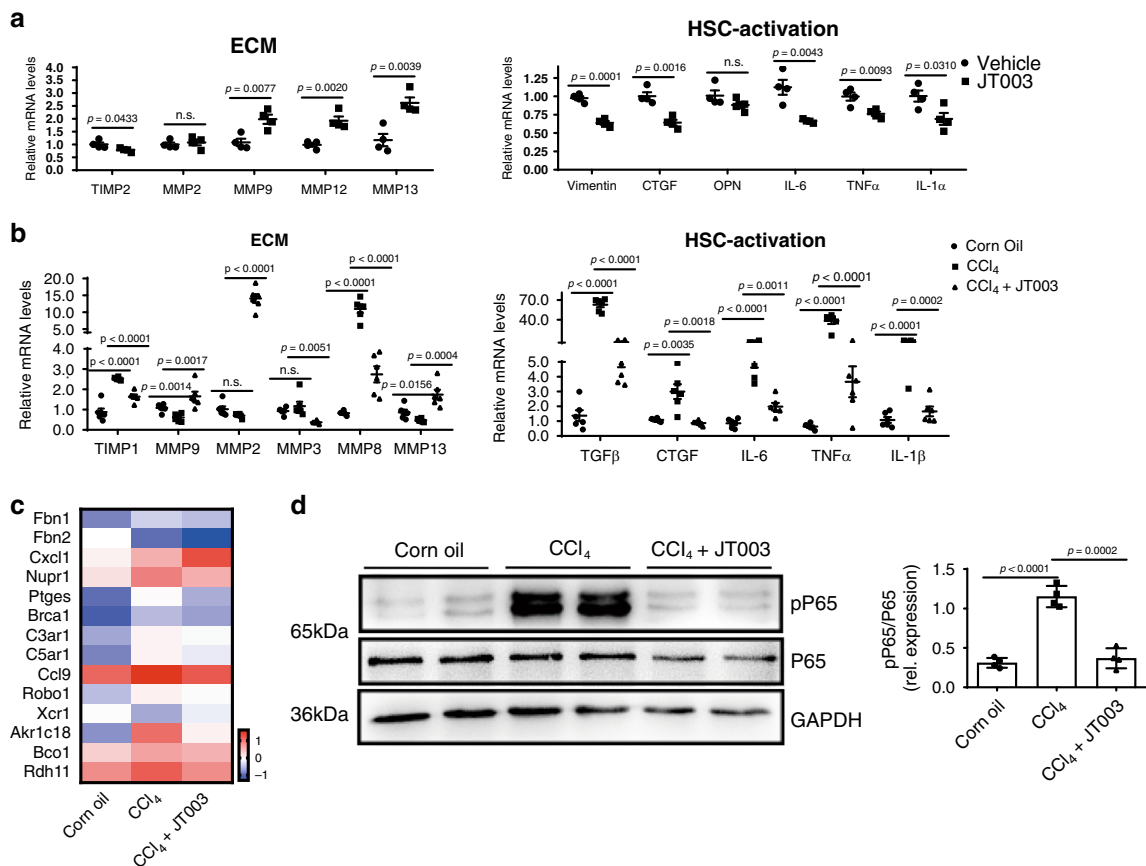 a
ECM
Relative mRNA levels
4.0
3.5
3.0
2.5
2.0
1.5
1.0
0.5
0.0
p = 0.0433
n.s.
p = 0.0077
p = 0.0020
p = 0.0039
TIMP2 MMP2 MMP9 MMP12 MMP13
HSC-activation
Relative mRNA levels
1.25
1.00
0.75
0.50
0.25
0.00
p = 0.0001
p = 0.0016
n.s.
p = 0.0043
p = 0.0093
p = 0.0310
Vimentin CTGF OPN IL-6 TNFα IL-1α
Vehicle
JT003
b
ECM
Relative mRNA levels
20.0
15.0
10.0
5.0
4.0
3.0
2.0
1.0
0.0
p < 0.0001
p < 0.0001
p = 0.0014
p = 0.0017
n.s.
p < 0.0001
n.s.
p = 0.0051
p < 0.0001
p < 0.0001
p = 0.0156
p = 0.0004
TIMP1 MMP9 MMP2 MMP3 MMP8 MMP13
HSC-activation
Relative mRNA levels
70.0
40.0
5.0
4.0
3.0
2.0
1.0
0.0
p < 0.0001
p < 0.0001
p = 0.0035
p = 0.0018
p < 0.0001
p = 0.0011
p < 0.0001
p < 0.0001
p < 0.0001
p = 0.0002
TGFβ CTGF IL-6 TNFα IL-1β
Corn Oil
CCl₄
CCl₄ + JT003
c
Fbn1
Fbn2
Cxcl1
Nupr1
Ptges
Brca1
C3ar1
C5ar1
Ccl9
Robo1
Xcr1
Akr1c18
Bco1
Rdh11
1
0
−1
Corn oil
CCl₄
CCl₄ + JT003
d
Corn oil CCl₄ CCl₄ + JT003
65kDa
36kDa
pP65
P65
GAPDH
pP65/P65
(rel. expression)
1.5
1.0
0.5
0.0
p < 0.0001
p = 0.0002
Corn oil
CCl₄
CCl₄ + JT003